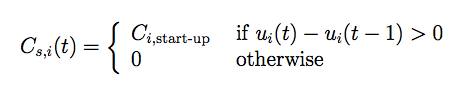 C_{s,i}(t) = { C_{i,start-up} if u_i(t) − u_i(t − 1) > 0
0 otherwise